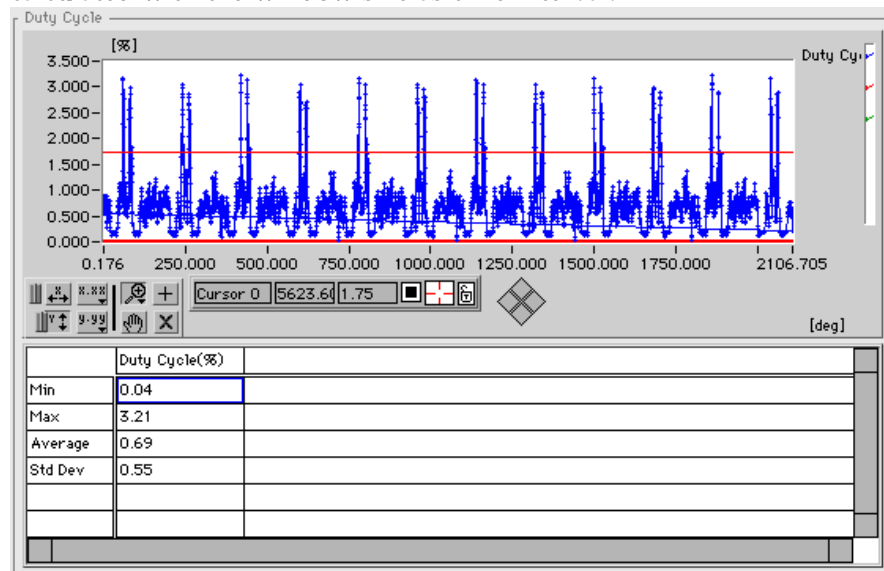 Duty Cycle
[%]
Duty Cy
3.500
3.000
2.500
2.000
1.500
1.000
0.500
0.000
0.176 250.000 500.000 750.000 1000.000 1250.000 1500.000 1750.000 2106.705
[deg]
Cursor 0 5623.6 1.75
Duty Cycle(%)
Min 0.04
Max 3.21
Average 0.69
Std Dev 0.55